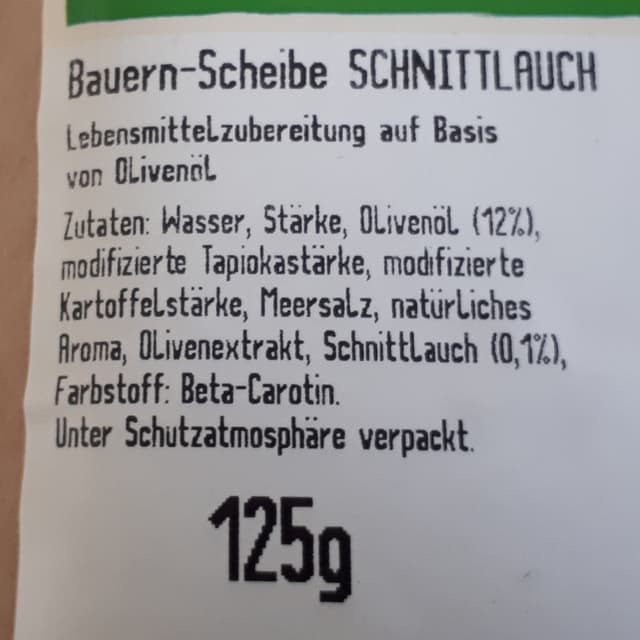 Bauern-Scheibe SCHNITTLAUCH
Lebensmittelzubereitung auf Basis
von Olivenöl
Zutaten: Wasser, Stärke, Olivenöl (12%),
modifizierte Tapiokastärke, modifizierte
Kartoffelstärke, Meersalz, natürliches
Aroma, Olivenextrakt, Schnittlauch (0,1%),
Farbstoff: Beta-Carotin.
Unter Schutzatmosphäre verpackt.
125g